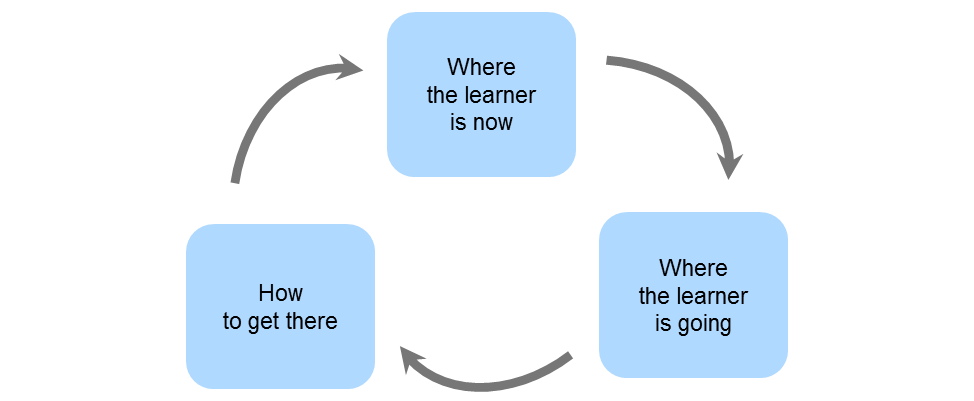 Where
the learner
is now
Where
the learner
is going
How
to get there